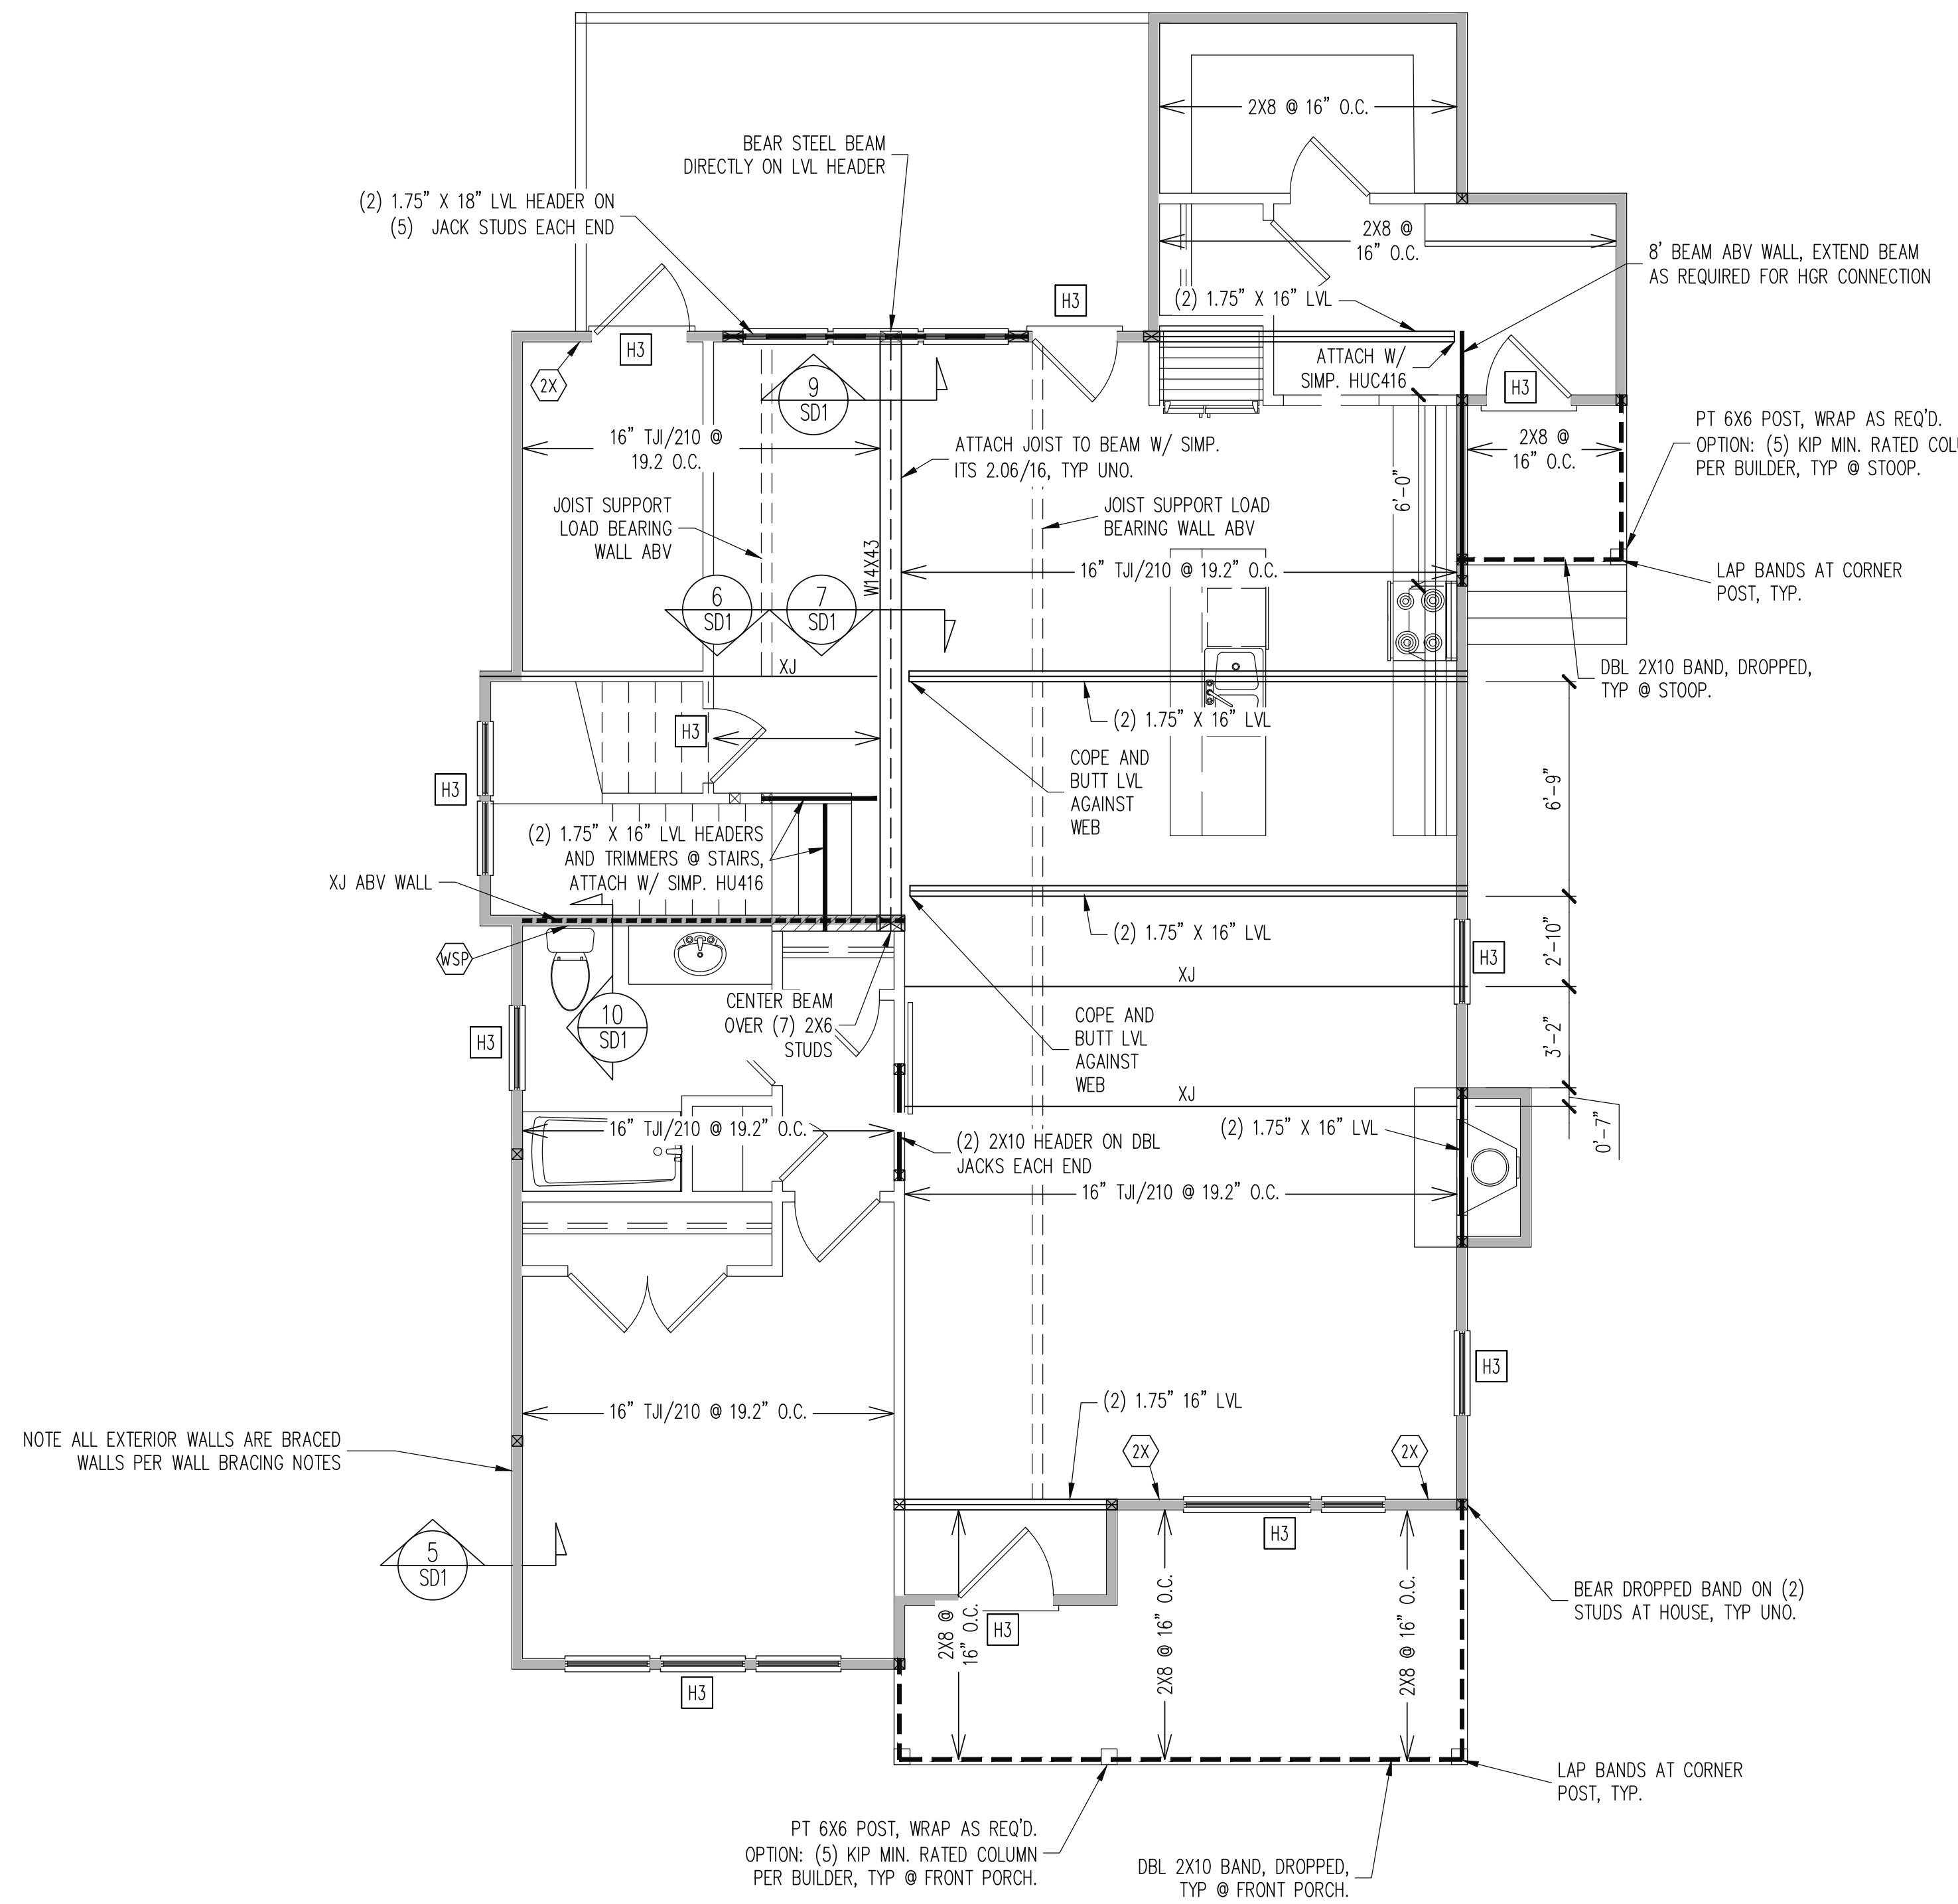 2X8 @ 16" O.C.
BEAR STEEL BEAM
DIRECTLY ON LVL HEADER
(2) 1.75" X 18" LVL HEADER ON
(5) JACK STUDS EACH END
2X8 @
16" O.C.
8' BEAM ABV WALL, EXTEND BEAM
AS REQUIRED FOR HGR CONNECTION
H3
(2) 1.75" X 16" LVL
H3
2X
9
SD1
ATTACH W/
SIMP. HUC416
H3
PT 6X6 POST, WRAP AS REQ'D.
OPTION: (5) KIP MIN. RATED COLU
PER BUILDER, TYP @ STOOP.
16" TJI/210 @
19.2 O.C.
ATTACH JOIST TO BEAM W/ SIMP.
ITS 2.06/16, TYP UNO.
2X8 @
16" O.C.
6'-0"
JOIST SUPPORT
LOAD BEARING
WALL ABV
JOIST SUPPORT LOAD
BEARING WALL ABV
W14X43
16" TJI/210 @ 19.2" O.C.
LAP BANDS AT CORNER
POST, TYP.
6
SD1
7
SD1
XJ
DBL 2X10 BAND, DROPPED,
TYP @ STOOP.
H3
(2) 1.75" X 16" LVL
COPE AND
BUTT LVL
AGAINST
WEB
H3
6'-9"
(2) 1.75" X 16" LVL HEADERS
AND TRIMMERS @ STAIRS,
ATTACH W/ SIMP. HU416
XJ ABV WALL
(2) 1.75" X 16" LVL
WSP
H3
2'-10"
XJ
CENTER BEAM
OVER (7) 2X6
STUDS
10
SD1
H3
COPE AND
BUTT LVL
AGAINST
WEB
3'-2"
XJ
16" TJI/210 @ 19.2" O.C.
(2) 2X10 HEADER ON DBL
JACKS EACH END
(2) 1.75" X 16" LVL
0'-7"
16" TJI/210 @ 19.2" O.C.
H3
16" TJI/210 @ 19.2" O.C.
(2) 1.75" 16" LVL
NOTE ALL EXTERIOR WALLS ARE BRACED
WALLS PER WALL BRACING NOTES
2X
2X
H3
5
SD1
2X8 @
16" O.C.
2X8 @ 16" O.C.
2X8 @ 16" O.C.
BEAR DROPPED BAND ON (2)
STUDS AT HOUSE, TYP UNO.
H3
H3
LAP BANDS AT CORNER
POST, TYP.
PT 6X6 POST, WRAP AS REQ'D.
OPTION: (5) KIP MIN. RATED COLUMN
PER BUILDER, TYP @ FRONT PORCH.
DBL 2X10 BAND, DROPPED,
TYP @ FRONT PORCH.